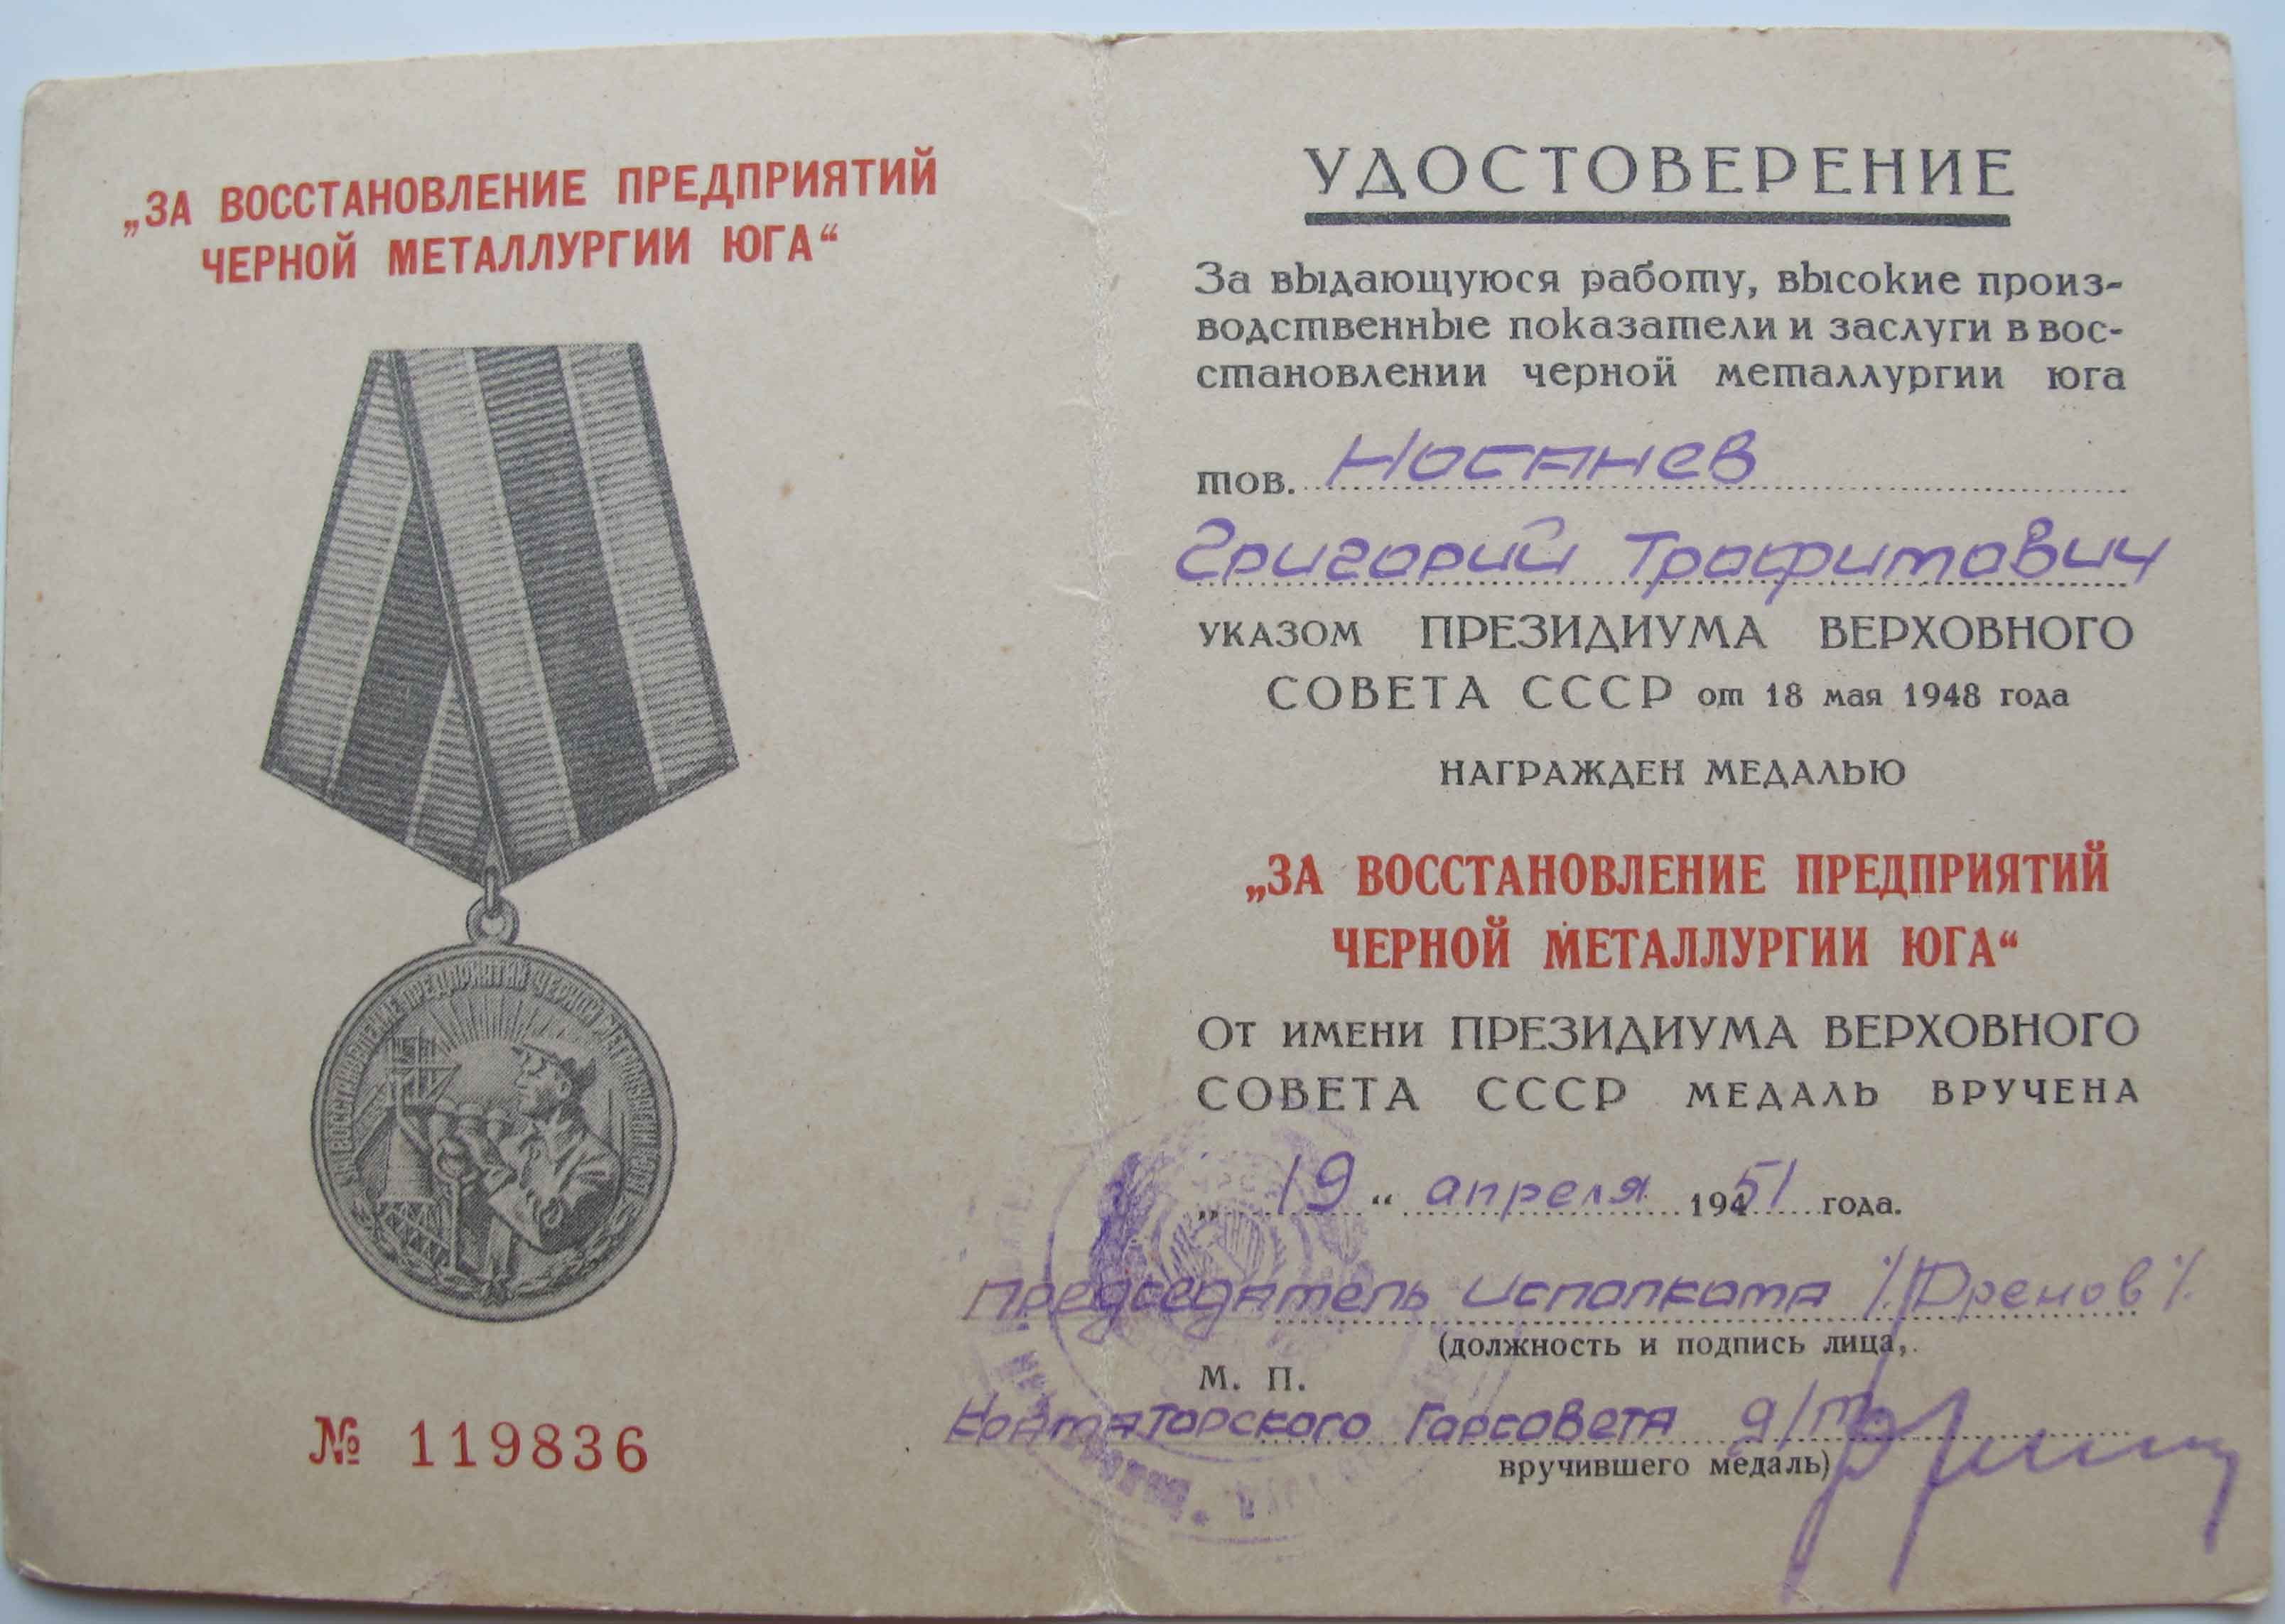 „ЗА ВОССТАНОВЛЕНИЕ ПРЕДПРИЯТИЙ
ЧЕРНОЙ МЕТАЛЛУРГИИ ЮГА“
№ 119836
УДОСТОВЕРЕНИЕ
За выдающуюся работу, высокие произ-
водственные показатели и заслуги в вос-
становлении черной металлургии юга
тов. Носанев
Григорий Трофимович
указом ПРЕЗИДИУМА ВЕРХОВНОГО
СОВЕТА СССР от 18 мая 1948 года
НАГРАЖДЕН МЕДАЛЬЮ
„ЗА ВОССТАНОВЛЕНИЕ ПРЕДПРИЯТИЙ
ЧЕРНОЙ МЕТАЛЛУРГИИ ЮГА“
От имени ПРЕЗИДИУМА ВЕРХОВНОГО
СОВЕТА СССР МЕДАЛЬ ВРУЧЕНА
„ 19 “ апреля 1951 года.
Председатель Исполкома
(должность и подпись лица,
М. П.
Краматорского Горсовета д/т
вручившего медаль)